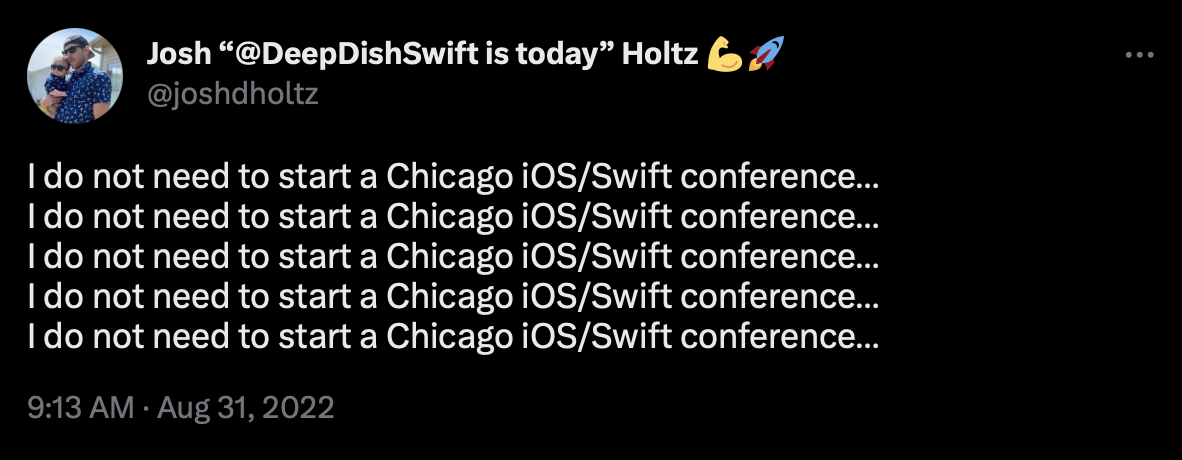 Josh “@DeepDishSwift is today” Holtz 💪🚀
@joshdholtz
I do not need to start a Chicago iOS/Swift conference...
I do not need to start a Chicago iOS/Swift conference...
I do not need to start a Chicago iOS/Swift conference...
I do not need to start a Chicago iOS/Swift conference...
I do not need to start a Chicago iOS/Swift conference...
9:13 AM · Aug 31, 2022